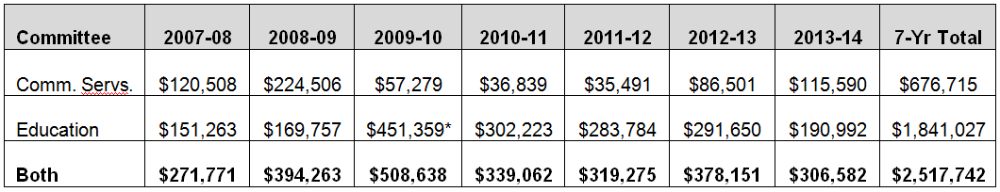 Committee 2007-08 2008-09 2009-10 2010-11 2011-12 2012-13 2013-14 7-Yr Total
Comm. Servs. $120,508 $224,506 $57,279 $36,839 $35,491 $86,501 $115,590 $676,715
Education $151,263 $169,757 $451,359* $302,223 $283,784 $291,650 $190,992 $1,841,027
Both $271,771 $394,263 $508,638 $339,062 $319,275 $378,151 $306,582 $2,517,742